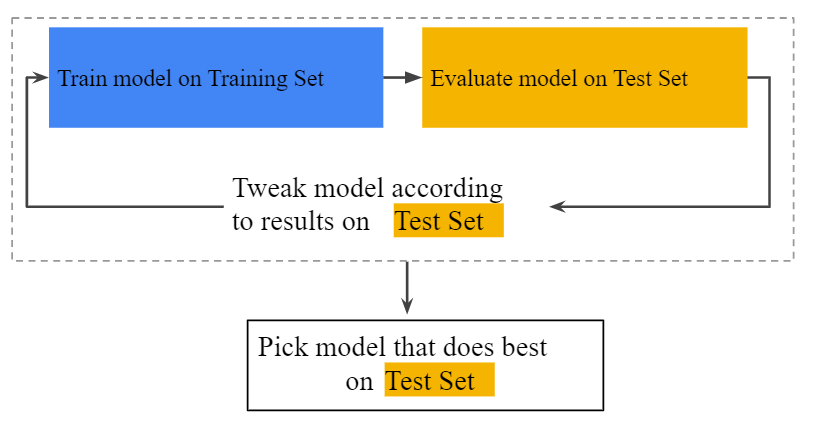 Train model on Training Set
Evaluate model on Test Set
Tweak model according
to results on Test Set
Pick model that does best
on Test Set